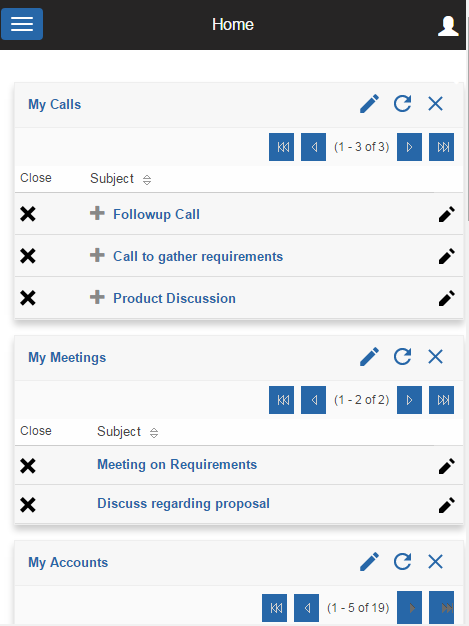 Home
My Calls
(1 - 3 of 3)
Close Subject
Followup Call
Call to gather requirements
Product Discussion
My Meetings
(1 - 2 of 2)
Close Subject
Meeting on Requirements
Discuss regarding proposal
My Accounts
(1 - 5 of 19)